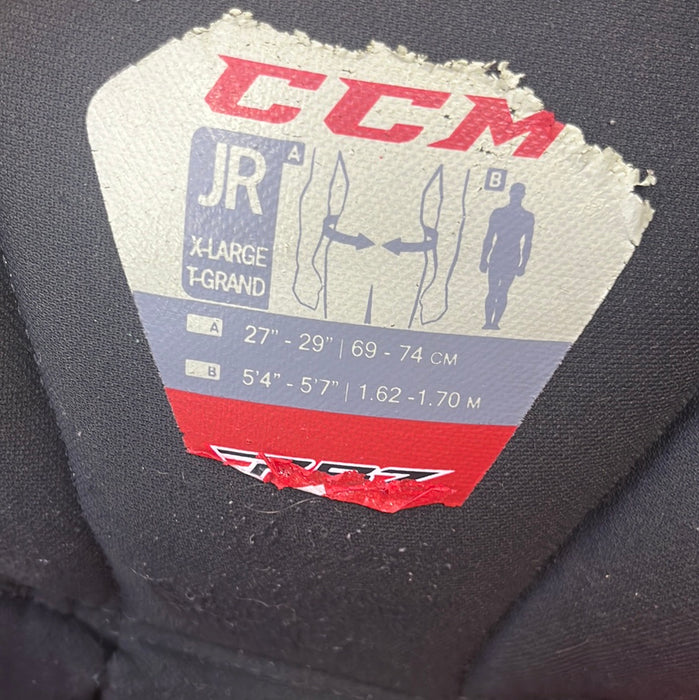 CCM
JR
X-LARGE
T-GRAND
A
B
A 27" - 29" | 69 - 74 CM
B 5'4" - 5'7" | 1.62 -1.70 M